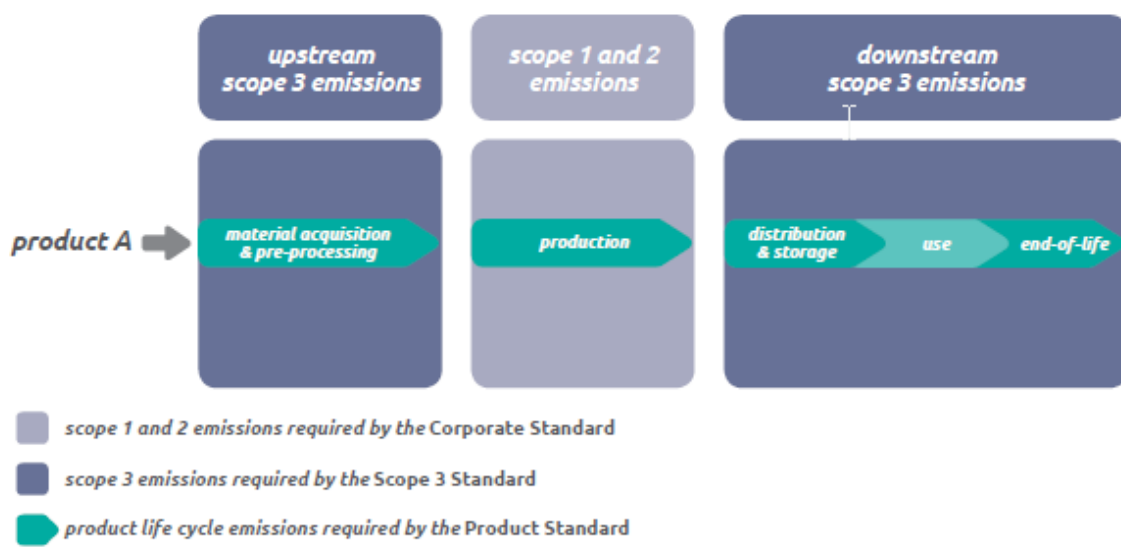 upstream
scope 3 emissions
scope 1 and 2
emissions
downstream
scope 3 emissions
product A
material acquisition
& pre-processing
production
distribution
& storage
use
end-of-life
scope 1 and 2 emissions required by the Corporate Standard
scope 3 emissions required by the Scope 3 Standard
product life cycle emissions required by the Product Standard